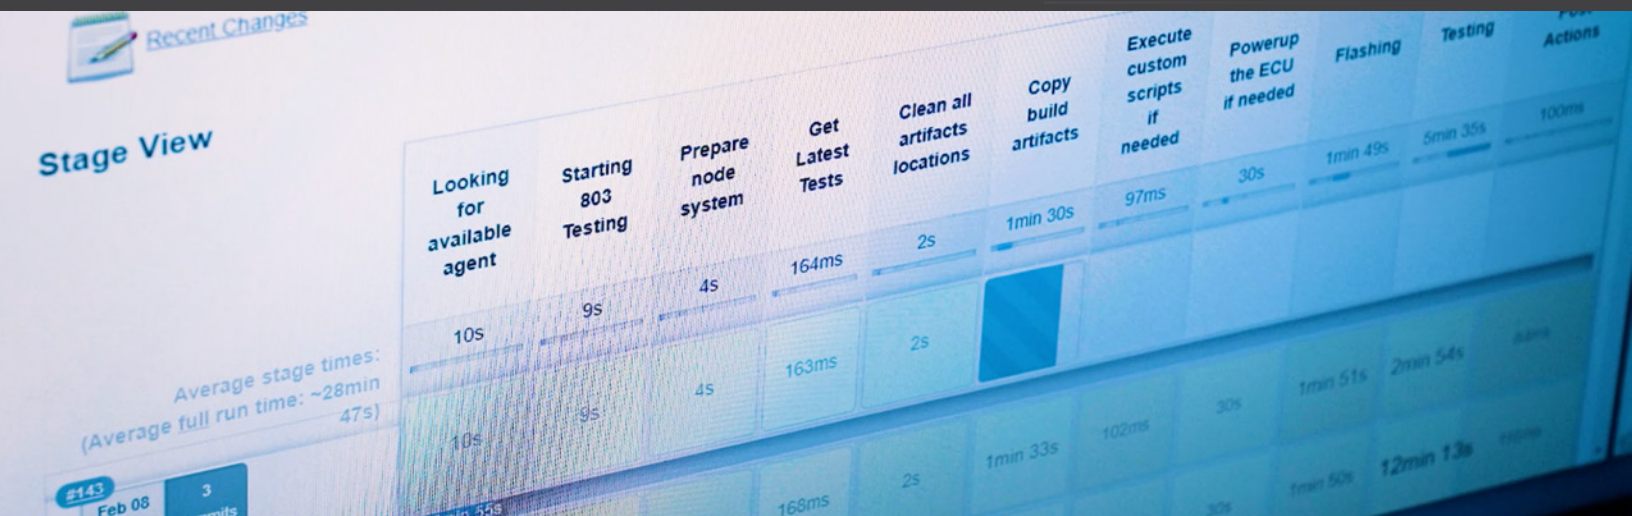 Recent Changes
Stage View
Looking
for
available
agent
Starting
803
Testing
Prepare
node
system
Get
Latest
Tests
Clean all
artifacts
locations
Copy
build
artifacts
Execute
custom
scripts
if
needed
Powerup
the ECU
if needed
Flashing
Testing
Actions
Average stage times:
(Average full run time: ~28min
47s)
10s 9s 4s 164ms 2s 1min 30s 97ms 30s 1min 49s 5min 35s 100ms
#143
Feb 08
3
10s 9s 4s 163ms 2s
168ms 2s 1min 33s 102ms 30s 1min 51s 2min 54s
30s 1min 50s 12min 13s